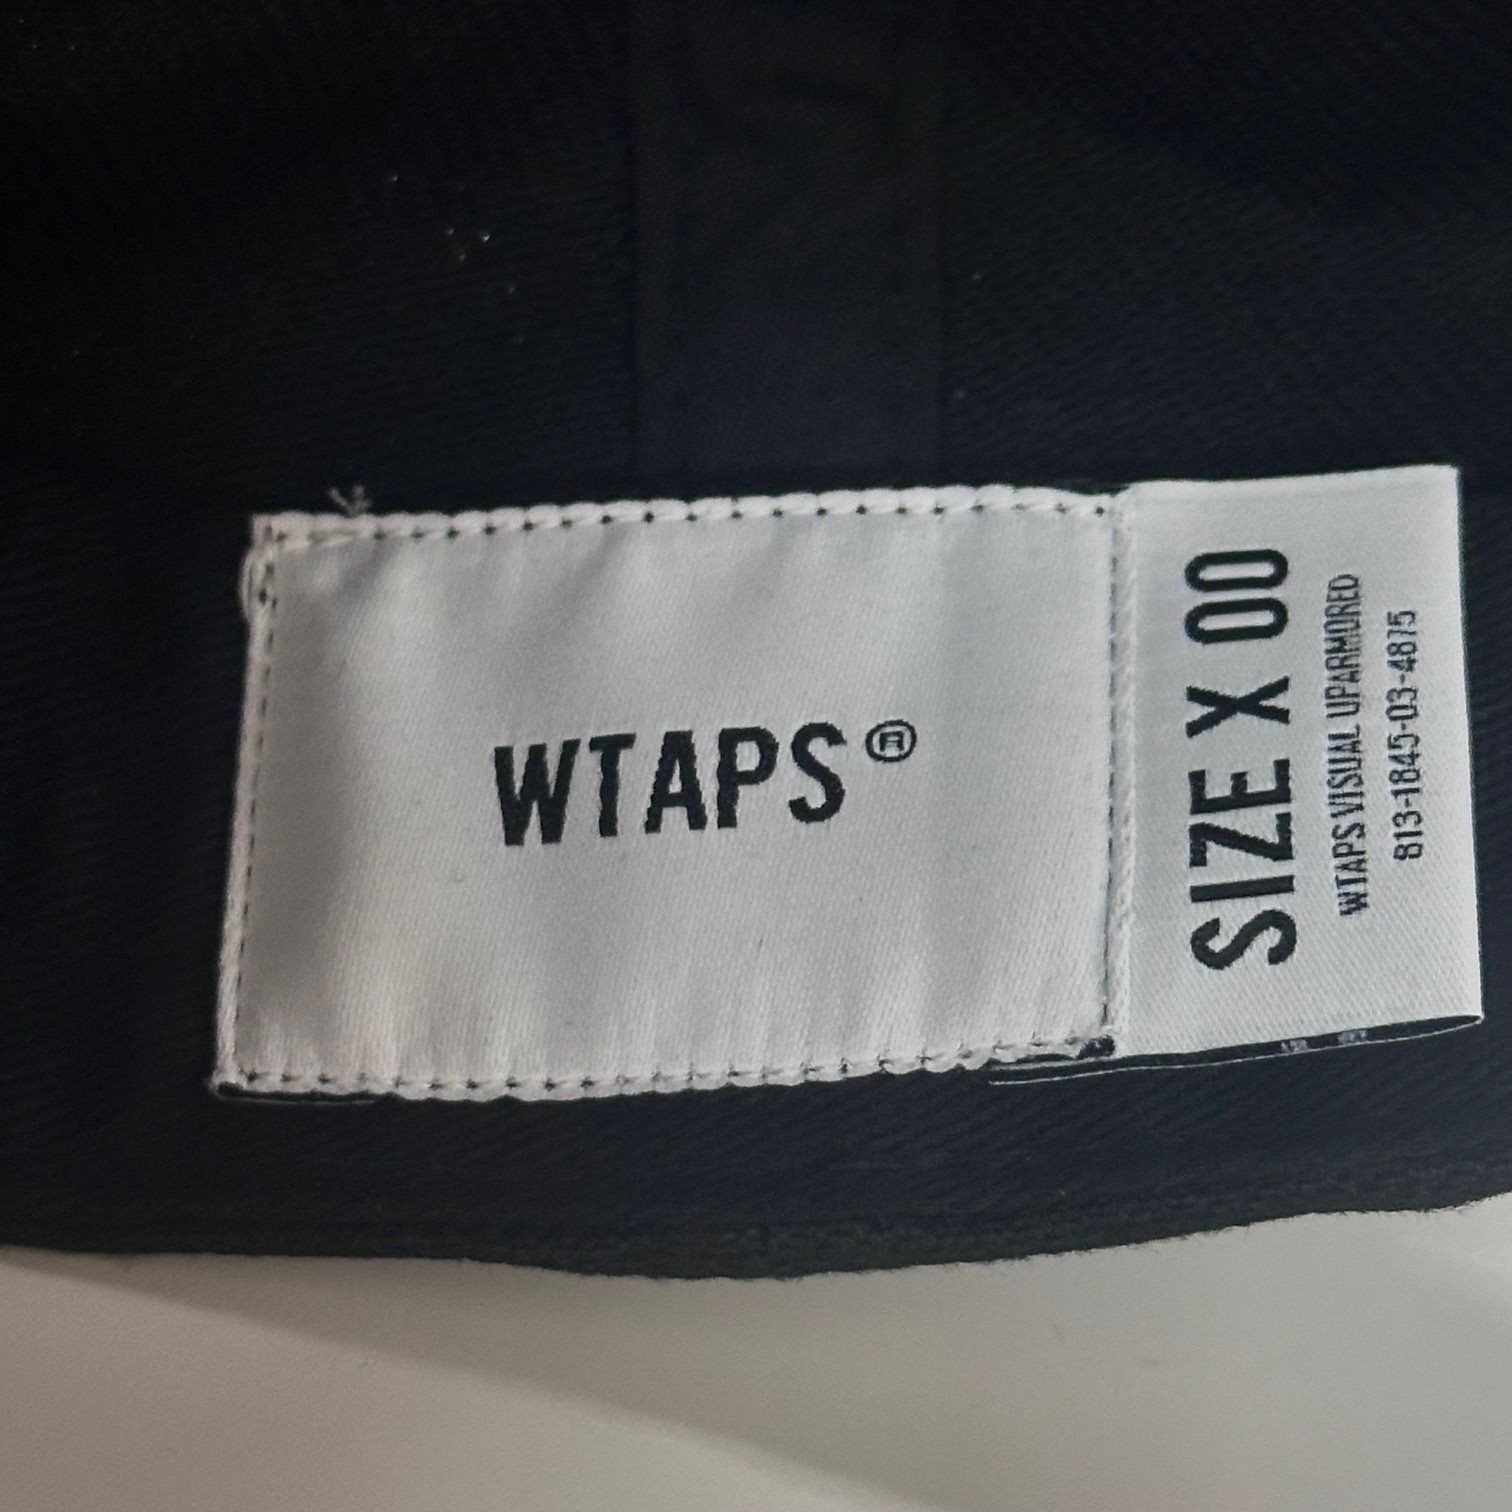 WTAPS®
SIZE X 00
WTAPS VISUAL UPARMORED
813-1845-03-4875